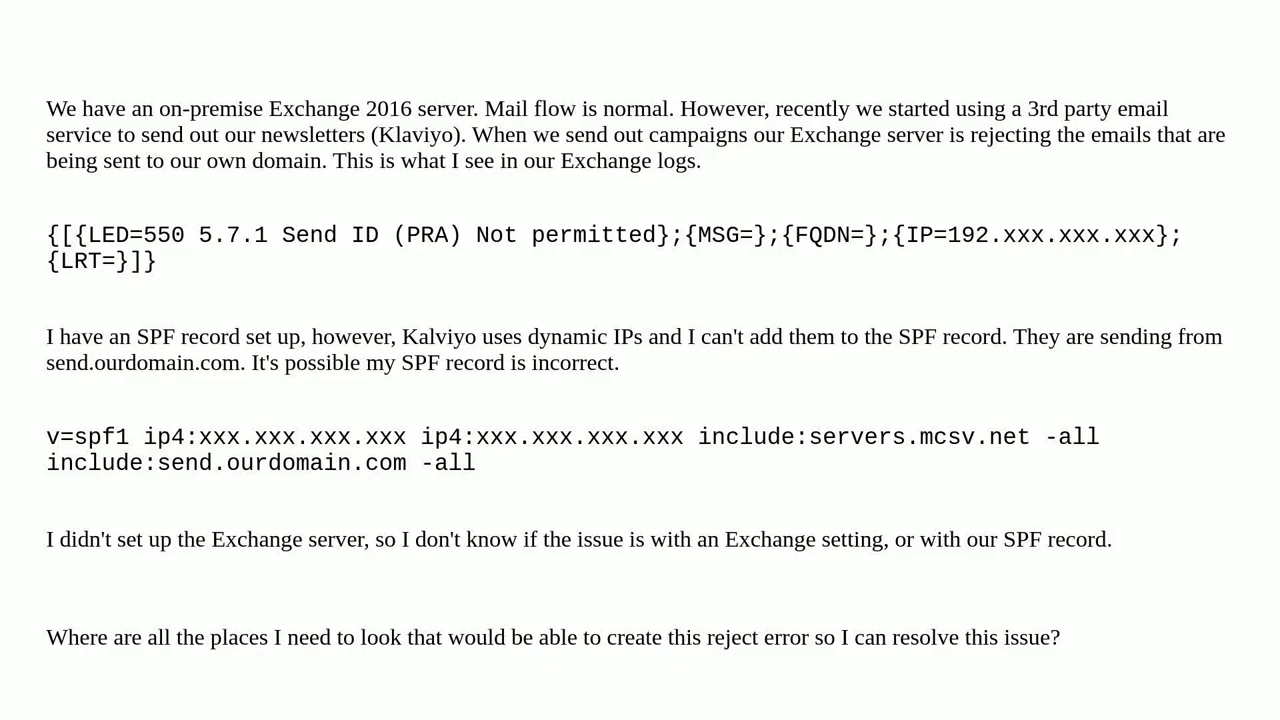 We have an on-premise Exchange 2016 server. Mail flow is normal. However, recently we started using a 3rd party email
service to send out our newsletters (Klaviyo). When we send out campaigns our Exchange server is rejecting the emails that are
being sent to our own domain. This is what I see in our Exchange logs.
{[{LED=550 5.7.1 Send ID (PRA) Not permitted};{MSG=};{FQDN=};{IP=192.xxx.xxx.xxx};
{LRT=}]}
I have an SPF record set up, however, Kalviyo uses dynamic IPs and I can't add them to the SPF record. They are sending from
send.ourdomain.com. It's possible my SPF record is incorrect.
v=spf1 ip4:xxx.xxx.xxx.xxx ip4:xxx.xxx.xxx.xxx include:servers.mcsv.net -all
include:send.ourdomain.com -all
I didn't set up the Exchange server, so I don't know if the issue is with an Exchange setting, or with our SPF record.
Where are all the places I need to look that would be able to create this reject error so I can resolve this issue?